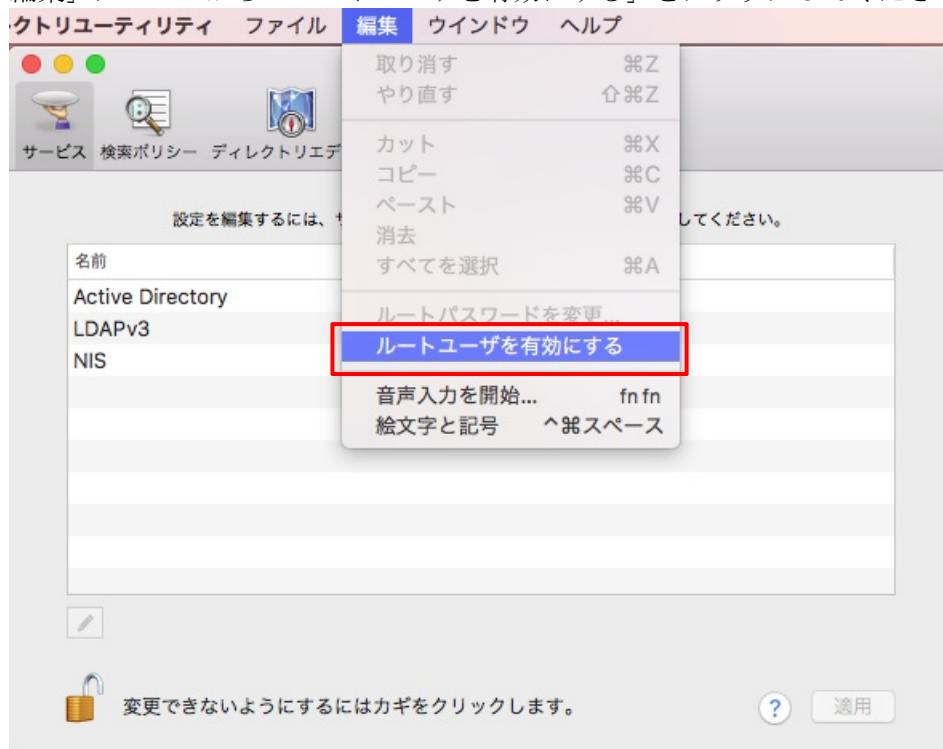 クトリユーティリティ ファイル 編集 ウインドウ ヘルプ
取り消す ⌘Z
やり直す ⇧⌘Z
カット ⌘X
コピー ⌘C
ペースト ⌘V
消去
すべてを選択 ⌘A
ルートパスワードを変更...
ルートユーザを有効にする
音声入力を開始... fn fn
絵文字と記号 ^⌘スペース
サービス 検索ポリシー ディレクトリエデ
設定を編集するには、 してください。
名前
Active Directory
LDAPv3
NIS
変更できないようにするにはカギをクリックします。
? 適用